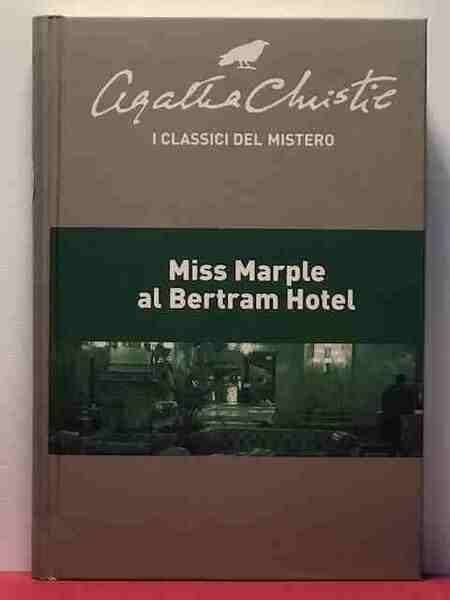 Agatha Christie
I CLASSICI DEL MISTERO
Miss Marple
al Bertram Hotel